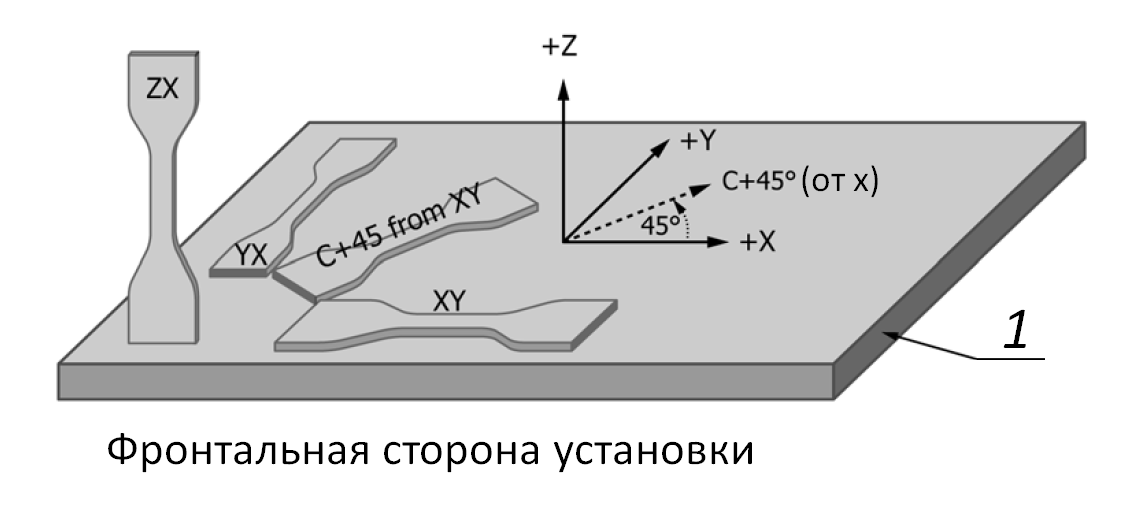 +Z
ZX
+Y
C+45° (от x)
C+45 from XY
45°
+X
YX
XY
1
Фронтальная сторона установки